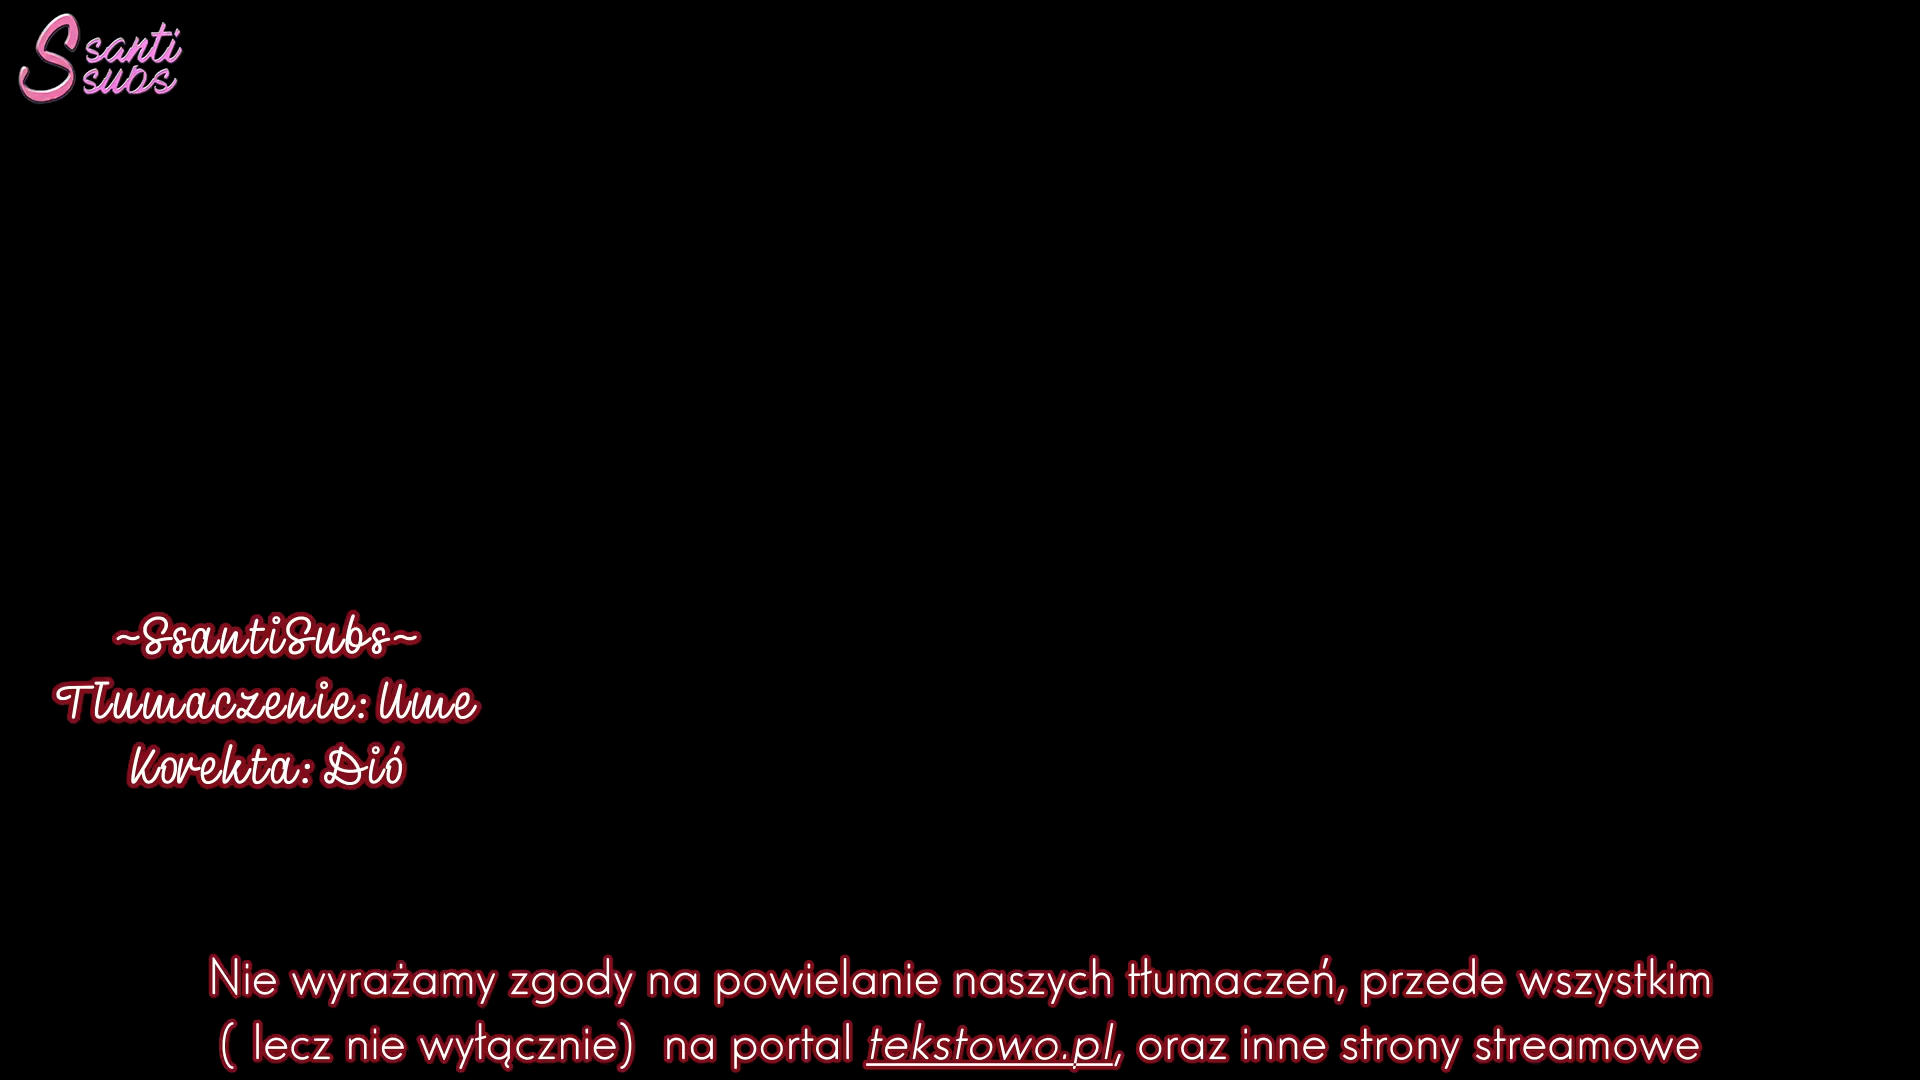 Ssanti
subs
~SsantiSubs~
Tłumaczenie: Ume
Korekta: Dió
Nie wyrażamy zgody na powielanie naszych tłumaczeń, przede wszystkim
( lecz nie wyłącznie) na portal tekstowo.pl, oraz inne strony streamowe